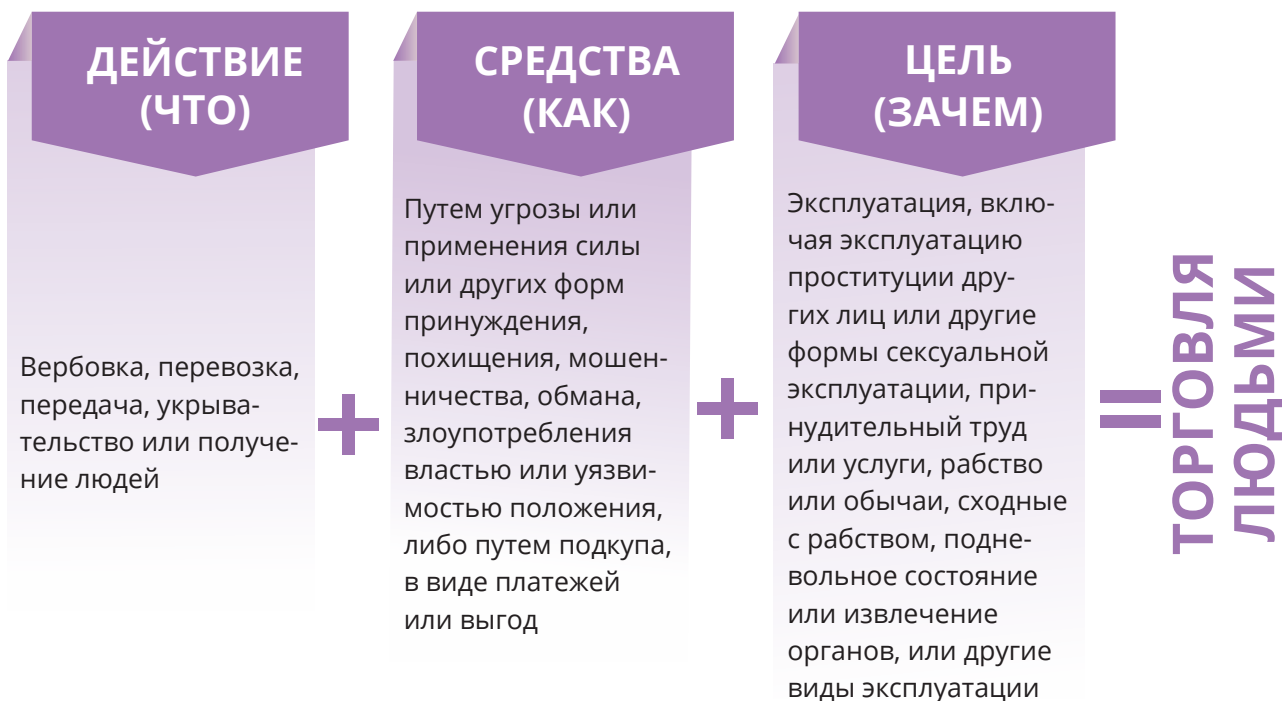 ДЕЙСТВИЕ
(ЧТО)
Вербовка, перевозка,
передача, укрыва-
тельство или получе-
ние людей
+
СРЕДСТВА
(КАК)
Путем угрозы или
применения силы
или других форм
принуждения,
похищения, мошен-
ничества, обмана,
злоупотребления
властью или уязви-
мостью положения,
либо путем подкупа,
в виде платежей
или выгод
+
ЦЕЛЬ
(ЗАЧЕМ)
Эксплуатация, вклю-
чая эксплуатацию
проституции дру-
гих лиц или другие
формы сексуальной
эксплуатации, при-
нудительный труд
или услуги, рабство
или обычаи, сходные
с рабством, подне-
вольное состояние
или извлечение
органов, или другие
виды эксплуатации
=
ТОРГОВЛЯ
ЛЮДЬМИ